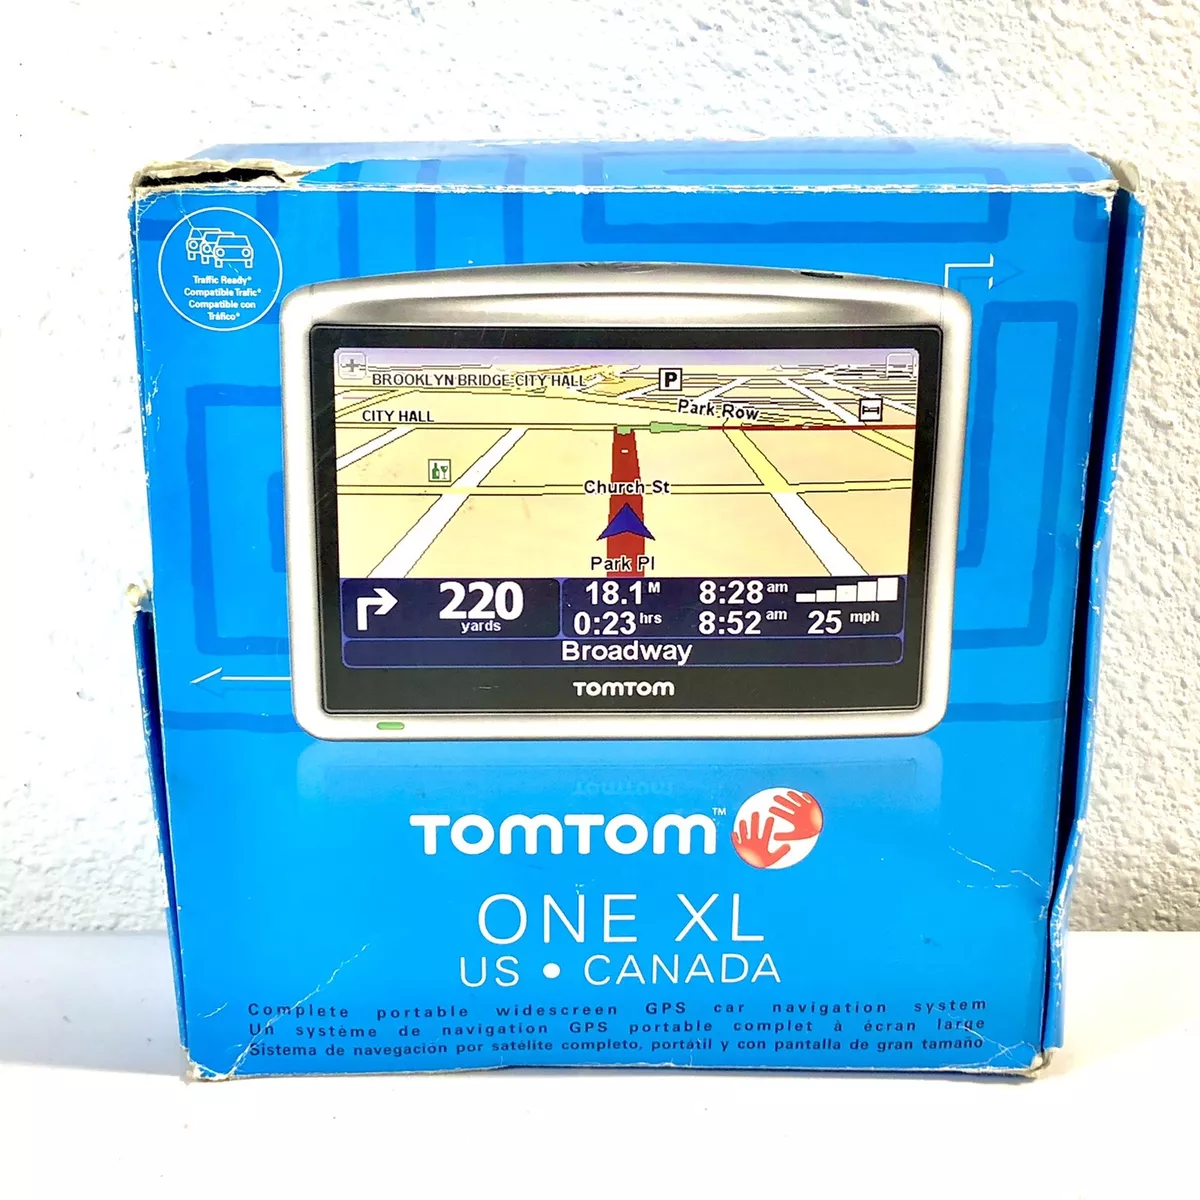 Traffic Ready*
Compatible Trafic*
Compatible con
Tráfico*
BROOKLYN BRIDGE-CITY HALL
P
Park Row
CITY HALL
Church St
Park Pl
220
yards
18.1 M
8:28 am
0:23 hrs
8:52 am
25 mph
Broadway
TOMTOM
TOMTOM™
ONE XL
US • CANADA
Complete portable widescreen GPS car navigation system
Un système de navigation GPS portable complet à écran large
Sistema de navegación por satélite completo, portátil y con pantalla de gran tamaño